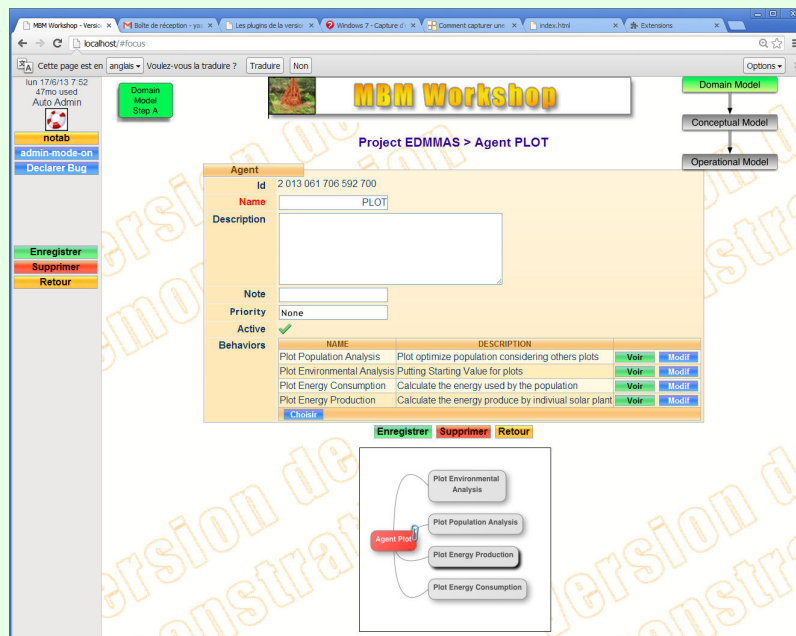 MBM Workshop - Versio
Boîte de réception - yas
Les plugins de la versio
Windows 7 - Capture d'
Comment capturer une
index.html
Extensions
localhost/#focus
Cette page est en anglais Voulez-vous la traduire ? Traduire Non Options
lun 17/6/13 7:52
47mo used
Auto Admin
notab
admin-mode-on
Declarer Bug
Enregistrer
Supprimer
Retour
Domain
Model
Step A
MBM Workshop
Domain Model
Conceptual Model
Operational Model
Project EDMMAS > Agent PLOT
Agent
Id 2 013 061 706 592 700
Name PLOT
Description
Note
Priority None
Active
Behaviors
NAME DESCRIPTION
Plot Population Analysis Plot optimize population considering others plots Voir Modif
Plot Environmental Analysis Putting Starting Value for plots Voir Modif
Plot Energy Consumption Calculate the energy used by the population Voir Modif
Plot Energy Production Calculate the energy produce by indiviual solar plant Voir Modif
Choisir
Enregistrer Supprimer Retour
Plot Environmental
Analysis
Plot Population Analysis
Agent Plot
Plot Energy Production
Plot Energy Consumption